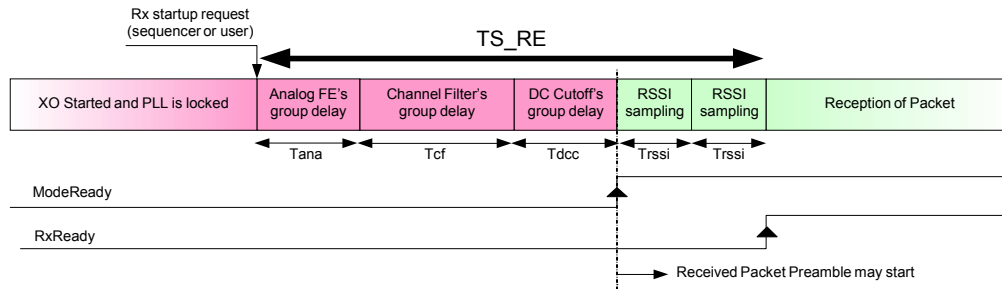 Rx startup request
(sequencer or user)
TS_RE
XO Started and PLL is locked
Analog FE's
group delay
Channel Filter's
group delay
DC Cutoff's
group delay
RSSI
sampling
RSSI
sampling
Reception of Packet
Tana
Tcf
Tdcc
Trssi
Trssi
ModeReady
RxReady
Received Packet Preamble may start